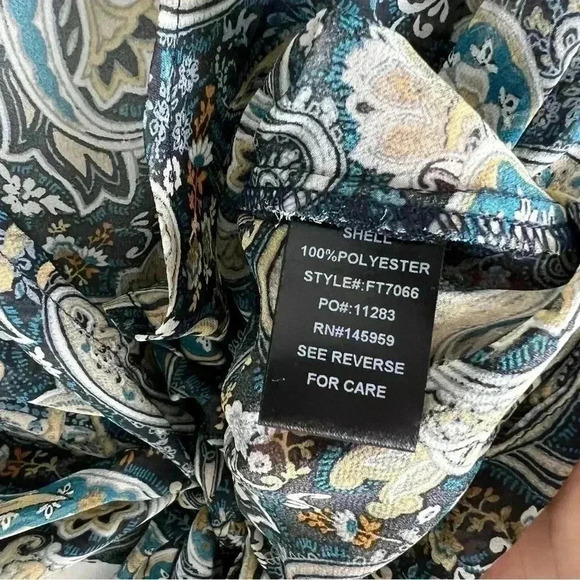 SHELL
100%POLYESTER
STYLE#:FT7066
PO#:11283
RN#145959
SEE REVERSE
FOR CARE